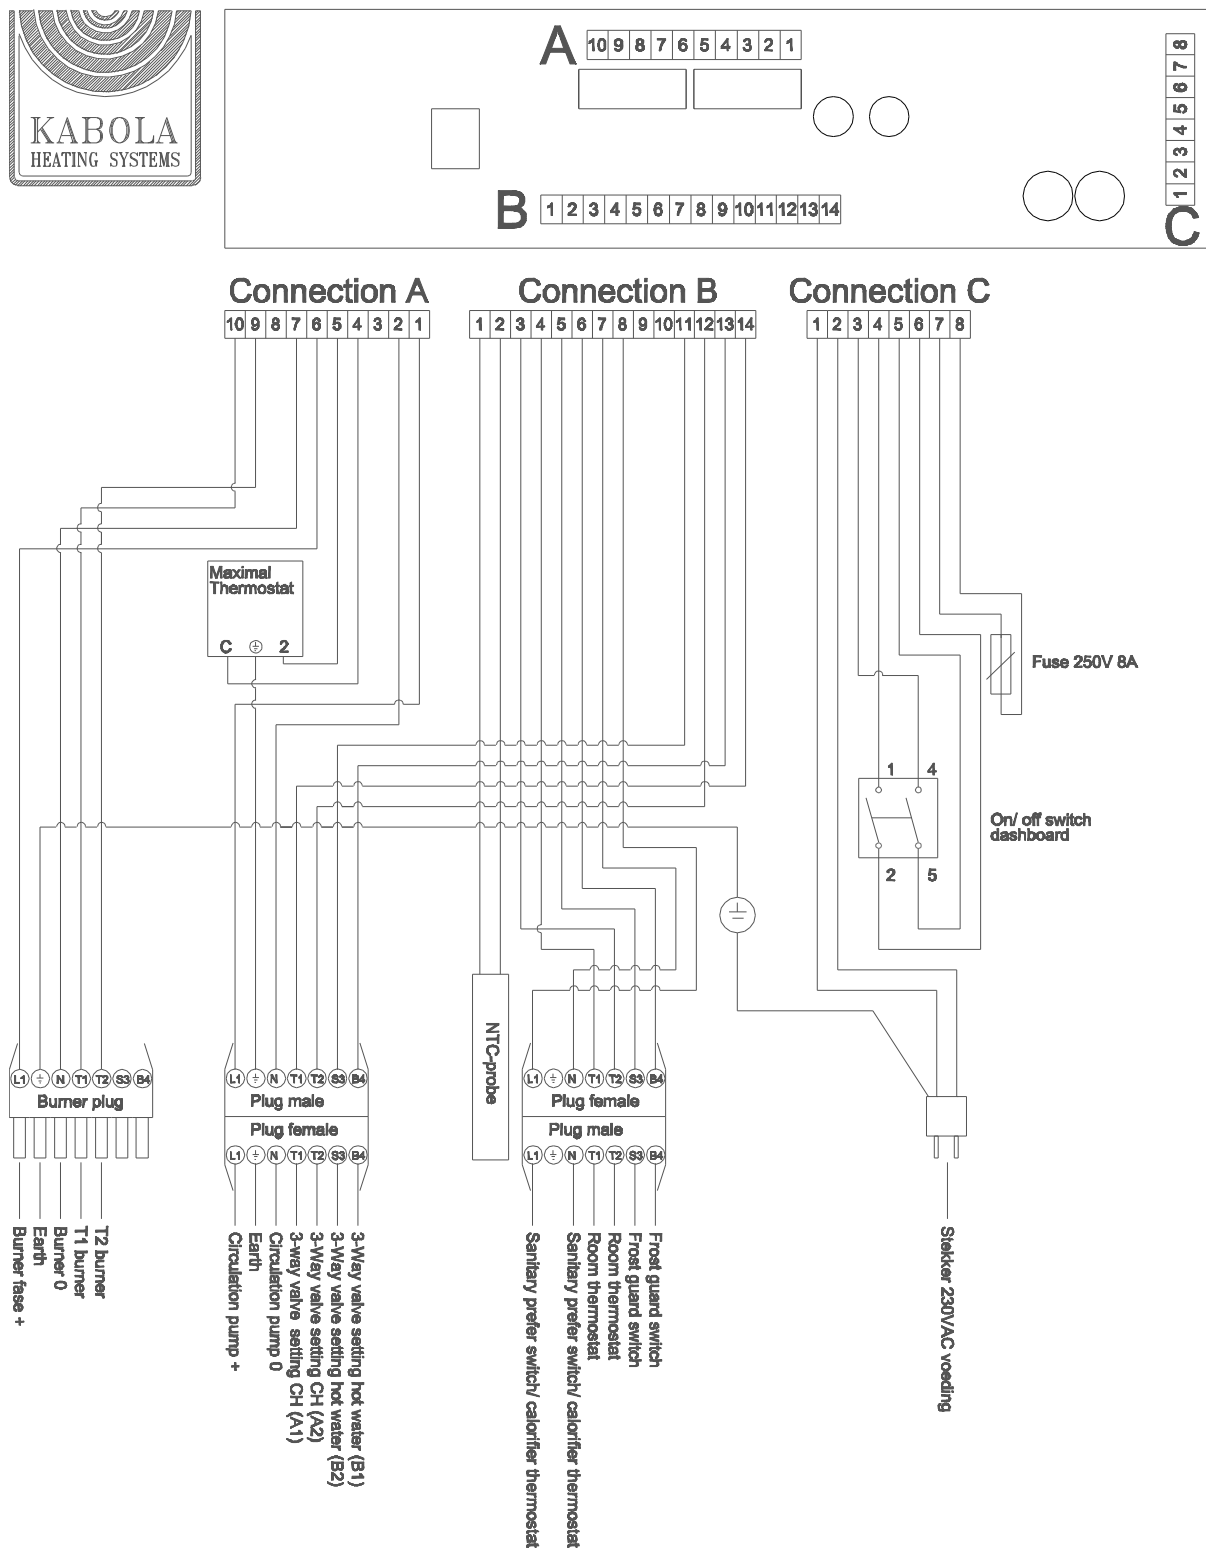 KABOLA
HEATING SYSTEMS
A
10 9 8 7 6 5 4 3 2 1
B
1 2 3 4 5 6 7 8 9 10 11 12 13 14
1 2 3 4 5 6 7 8
C
Connection A
10 9 8 7 6 5 4 3 2 1
Connection B
1 2 3 4 5 6 7 8 9 10 11 12 13 14
Connection C
1 2 3 4 5 6 7 8
Maximal
Thermostat
C 2
Fuse 250V 8A
1 4
On/ off switch
dashboard
2 5
NTC-probe
L1 N T1 T2 S3 B4
Burner plug
L1 N T1 T2 S3 B4
Plug male
Plug female
L1 N T1 T2 S3 B4
L1 N T1 T2 S3 B4
Plug female
Plug male
L1 N T1 T2 S3 B4
Burner fase +
Earth
Burner 0
T1 burner
T2 burner
Circulation pump +
Earth
Circulation pump 0
3-way valve setting CH (A1)
3-Way valve setting CH (A2)
3-Way valve setting hot water (B2)
3-Way valve setting hot water (B1)
Sanitary prefer switch/ calorifier thermostat
Sanitary prefer switch/ calorifier thermostat
Room thermostat
Room thermostat
Frost guard switch
Frost guard switch
Stekker 230VAC voeding